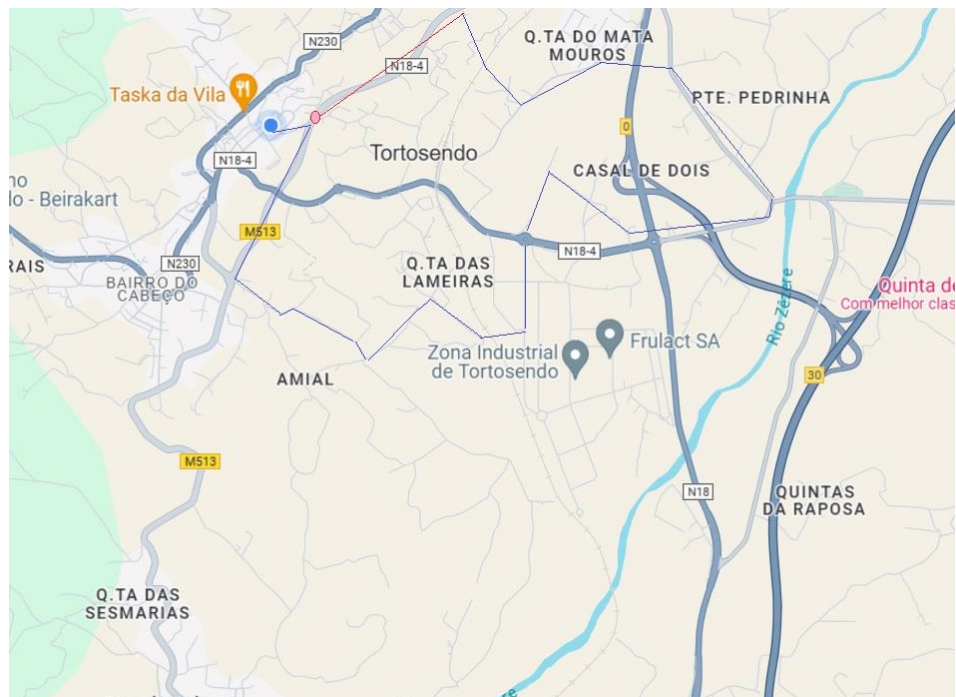 N230
Q.TA DO MATA
MOUROS
N18-4
Taska da Vila
PTE. PEDRINHA
0
Tortosendo
N18-4
CASAL DE DOIS
no
lo - Beirakart
M513
N18-4
RAIS
N230
Q.TA DAS
LAMEIRAS
BAIRRO DO
CABEÇO
Rio Zêzere
Quinta de
Com melhor clas
Frulact SA
Zona Industrial
de Tortosendo
AMIAL
30
M513
N18
QUINTAS
DA RAPOSA
Q.TA DAS
SESMARIAS
re